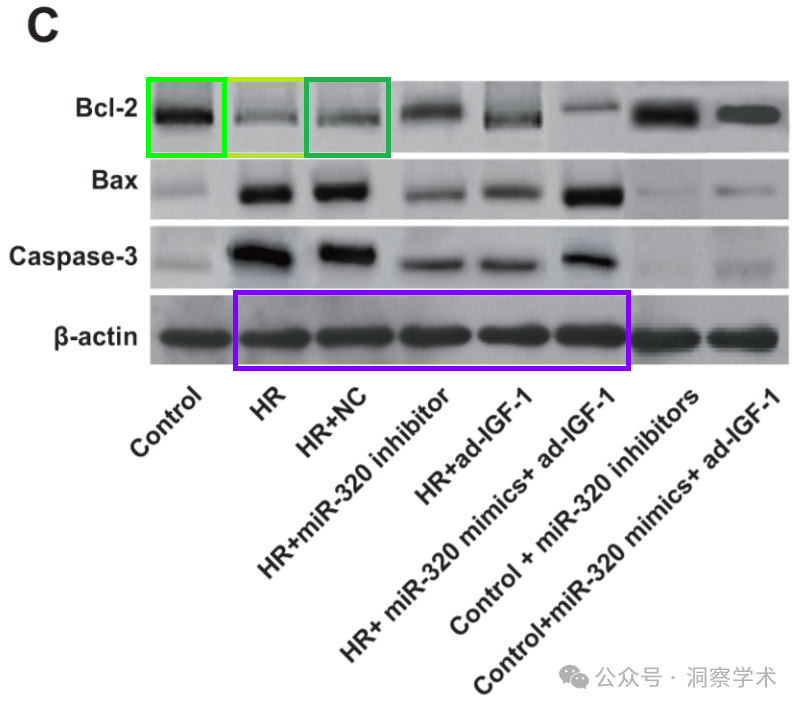 C
Bcl-2
Bax
Caspase-3
β-actin
Control
HR
HR+NC
HR+miR-320 inhibitor
HR+ad-IGF-1
HR+ miR-320 mimics+ ad-IGF-1
Control + miR-320 inhibitors
Control+miR-320 mimics+ ad-IGF-1
公众号 · 洞察学术